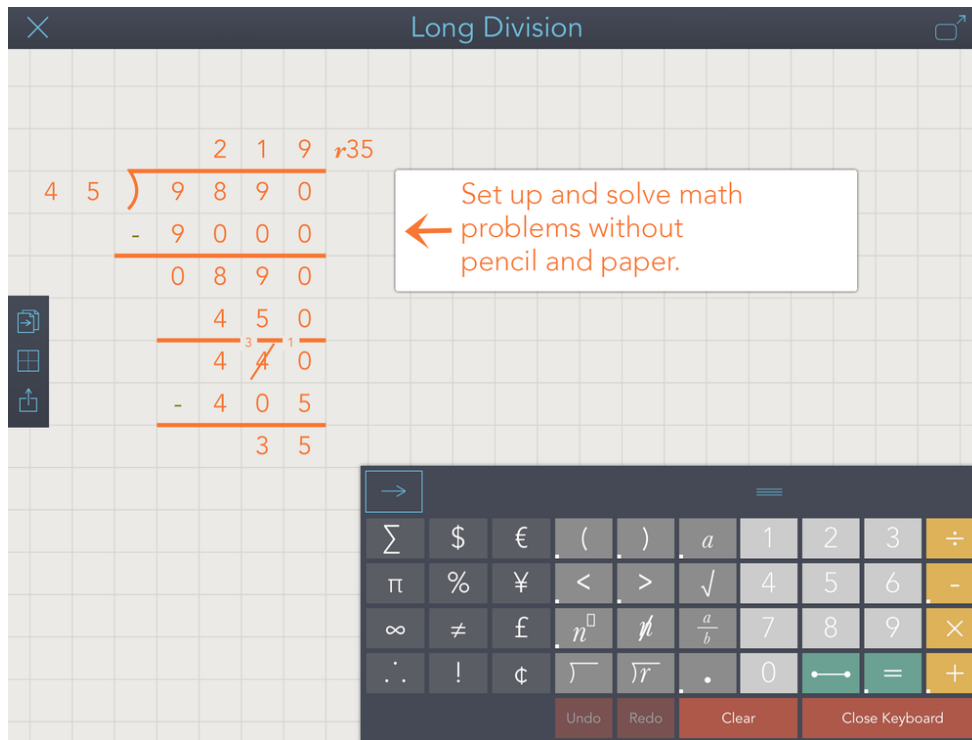 Long Division
2 1 9 r35
4 5 ) 9 8 9 0
- 9 0 0 0
0 8 9 0
4 5 0
3 1
4 4 0
- 4 0 5
3 5
Set up and solve math
problems without
pencil and paper.
→
∑ $ € ( ) a 1 2 3 ÷
π % ¥ < > √ 4 5 6 -
∞ ≠ £ n▯ n a/b 7 8 9 ×
∴ ! ¢ ) )r . 0 = +
Undo Redo Clear Close Keyboard